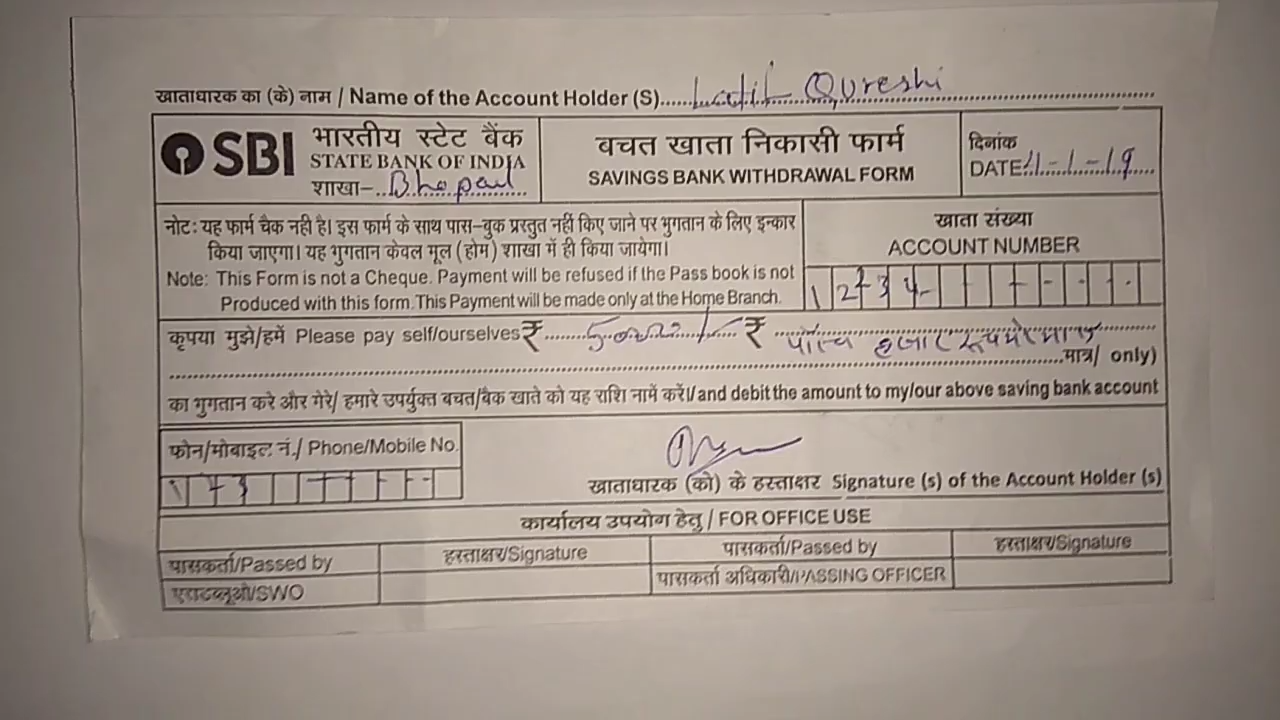 खाताधारक का (के) नाम / Name of the Account Holder (S)......Latif Qureshi
SBI भारतीय स्टेट बैंक
STATE BANK OF INDIA
शाखा-..Bhopal
बचत खाता निकासी फार्म
SAVINGS BANK WITHDRAWAL FORM
दिनांक
DATE
नोटः यह फार्म चैक नही है। इस फार्म के साथ पास-बुक प्रस्तुत नहीं किए जाने पर भुगतान के लिए इन्कार
किया जाएगा। यह भुगतान केवल मूल (होम) शाखा में ही किया जायेगा।
Note: This Form is not a Cheque. Payment will be refused if the Pass book is not
Produced with this form. This Payment will be made only at the Home Branch.
खाता संख्या
ACCOUNT NUMBER
1 2 3 4 - - - - - - -
कृपया मुझे/हमें Please pay self/ourselves ₹ 5000/- ₹ पाँच हजार रूपये मात्र
मात्र/ only)
का भुगतान करे और गेरे/ हमारे उपर्युक्त बचत/बैक खाते को यह राशि नामें करें।/and debit the amount to my/our above saving bank account
फोन/मोबाइल नं./ Phone/Mobile No.
खाताधारक (को) के हस्ताक्षर Signature (s) of the Account Holder (s)
कार्यालय उपयोग हेतु / FOR OFFICE USE
पासकर्ता/Passed by हस्ताक्षर/Signature पासकर्ता/Passed by हस्ताक्षर/Signature
एसडब्लूओ/SWO पासकर्ता अधिकारी/PASSING OFFICER